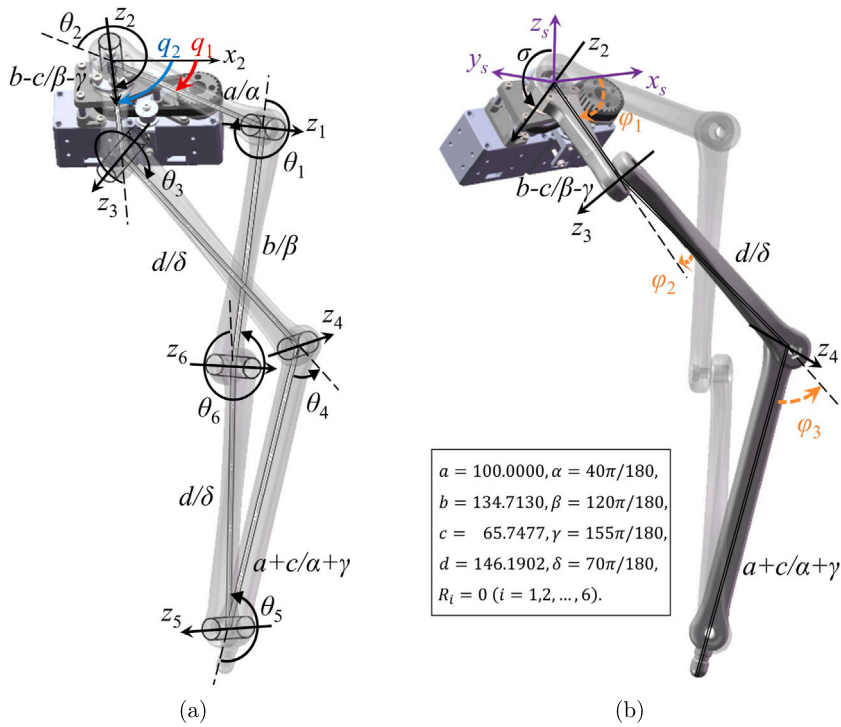 θ₂
z₂
q₂
q₁
x₂
b-c/β-γ
a/α
i
z₁
θ₁
θ₃
z₃
b/β
d/δ
z₄
z₆
θ₆
θ₄
d/δ
a+c/α+γ
θ₅
z₅
(a)
zₛ
z₂
yₛ
σ
xₛ
φ₁
b-c/β-γ
z₃
d/δ
φ₂
z₄
φ₃
a = 100.0000, α = 40π/180,
b = 134.7130, β = 120π/180,
c = 65.7477, γ = 155π/180,
d = 146.1902, δ = 70π/180,
Rᵢ = 0 (i = 1,2, …, 6).
a+c/α+γ
(b)